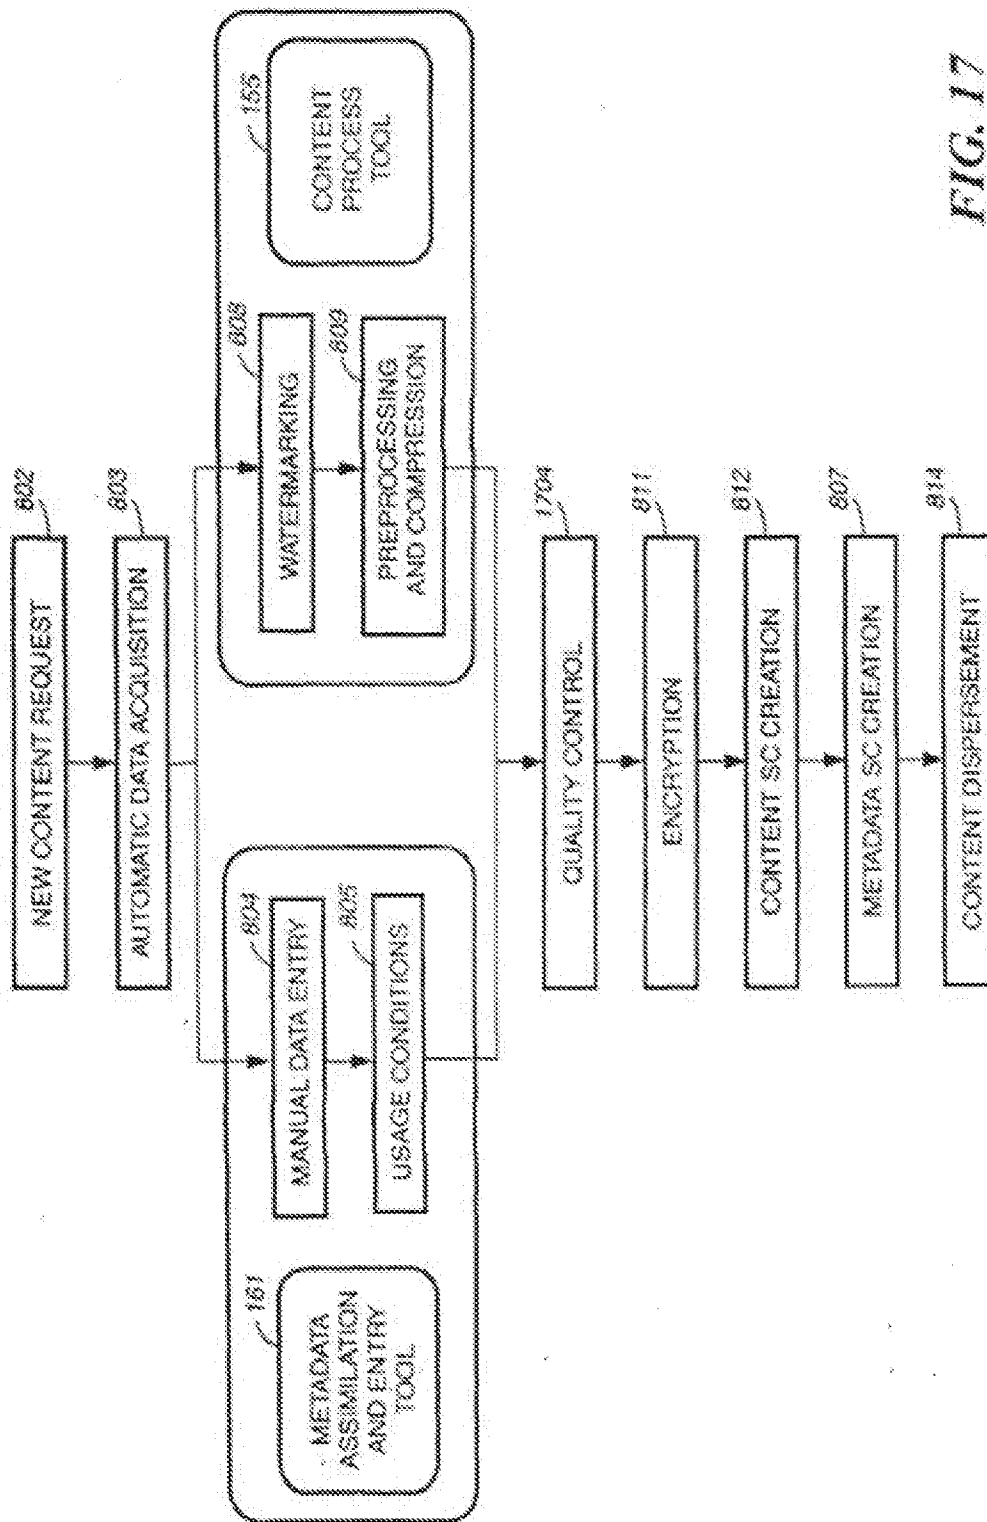 802
NEW CONTENT REQUEST
803
AUTOMATIC DATA ACQUISITION
161
METADATA
ASSIMILATION
AND ENTRY
TOOL
804
MANUAL DATA ENTRY
805
USAGE CONDITIONS
808
WATERMARKING
809
PREPROCESSING
AND COMPRESSION
155
CONTENT
PROCESS
TOOL
1704
QUALITY CONTROL
811
ENCRYPTION
812
CONTENT SC CREATION
807
METADATA SC CREATION
814
CONTENT DISPERSEMENT
FIG. 17